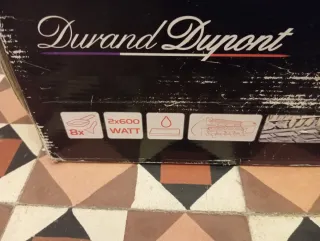 Durand Dupont
8x
2x600
WATT